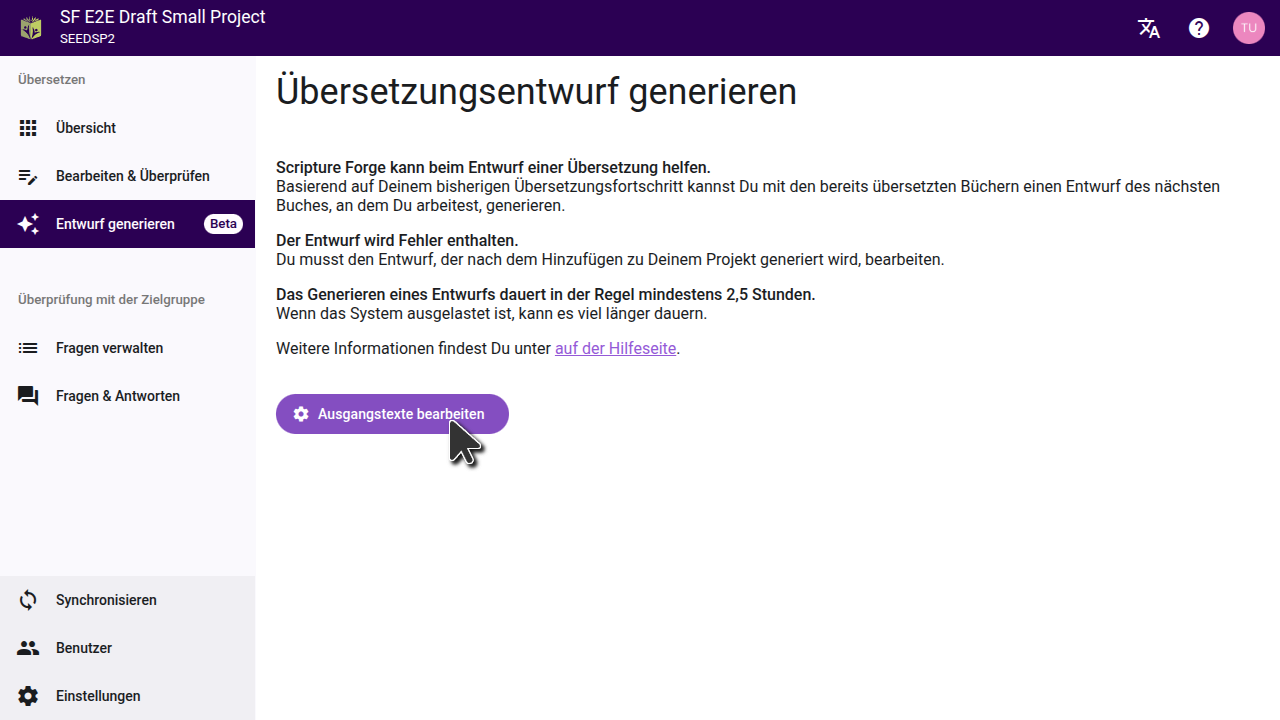 SF E2E Draft Small Project
SEEDSP2
TU
Übersetzen
Übersicht
Bearbeiten & Überprüfen
Entwurf generieren Beta
Überprüfung mit der Zielgruppe
Fragen verwalten
Fragen & Antworten
Synchronisieren
Benutzer
Einstellungen
Übersetzungsentwurf generieren
Scripture Forge kann beim Entwurf einer Übersetzung helfen.
Basierend auf Deinem bisherigen Übersetzungsfortschritt kannst Du mit den bereits übersetzten Büchern einen Entwurf des nächsten
Buches, an dem Du arbeitest, generieren.
Der Entwurf wird Fehler enthalten.
Du musst den Entwurf, der nach dem Hinzufügen zu Deinem Projekt generiert wird, bearbeiten.
Das Generieren eines Entwurfs dauert in der Regel mindestens 2,5 Stunden.
Wenn das System ausgelastet ist, kann es viel länger dauern.
Weitere Informationen findest Du unter auf der Hilfeseite.
Ausgangstexte bearbeiten